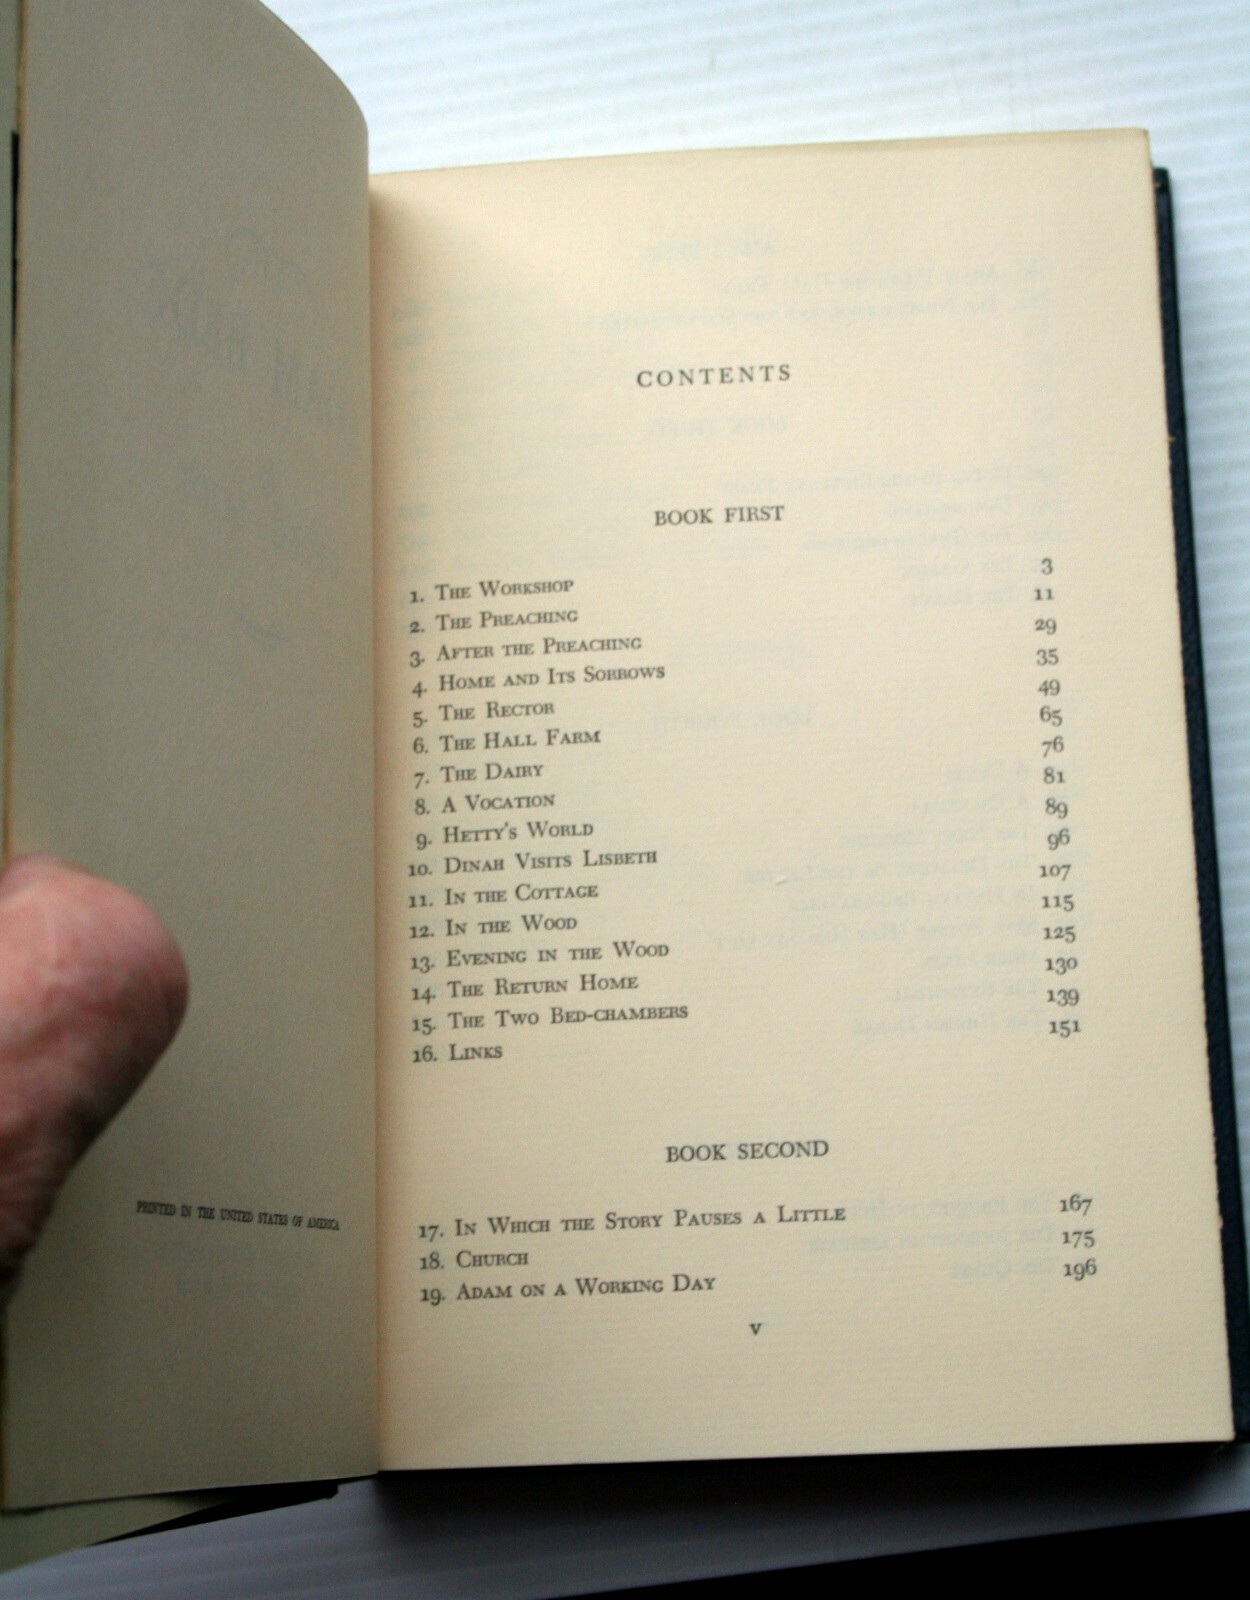 PRINTED IN THE UNITED STATES OF AMERICA
CONTENTS
BOOK FIRST
1. The Workshop 3
2. The Preaching 11
3. After the Preaching 29
4. Home and Its Sorrows 35
5. The Rector 49
6. The Hall Farm 65
7. The Dairy 76
8. A Vocation 81
9. Hetty's World 89
10. Dinah Visits Lisbeth 96
11. In the Cottage 107
12. In the Wood 115
13. Evening in the Wood 125
14. The Return Home 130
15. The Two Bed-chambers 139
16. Links 151
BOOK SECOND
17. In Which the Story Pauses a Little 167
18. Church 175
19. Adam on a Working Day 196
v